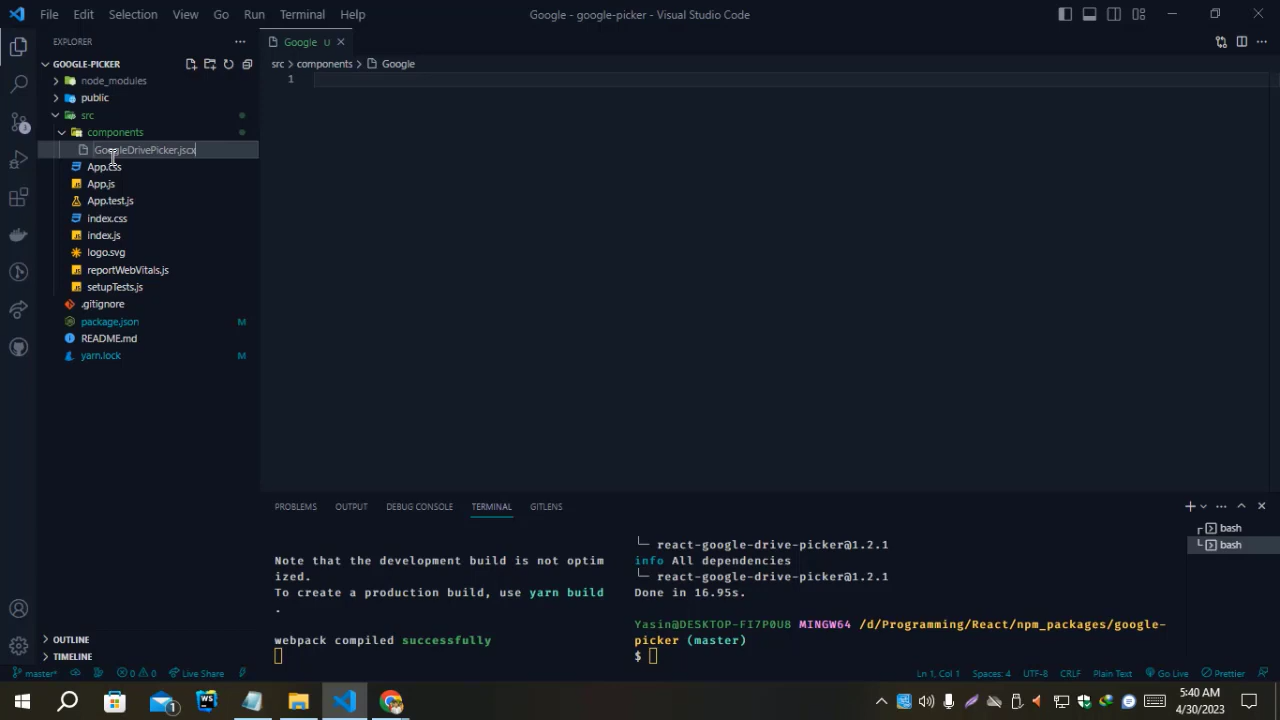 File Edit Selection View Go Run Terminal Help
Google - google-picker - Visual Studio Code
EXPLORER
GOOGLE-PICKER
node_modules
public
src
components
GoogleDrivePicker.jscx
App.css
App.js
App.test.js
index.css
index.js
logo.svg
reportWebVitals.js
setupTests.js
.gitignore
package.json M
README.md
yarn.lock M
OUTLINE
TIMELINE
Google U
src > components > Google
1
PROBLEMS OUTPUT DEBUG CONSOLE TERMINAL GITLENS
Note that the development build is not optim
ized.
To create a production build, use yarn build
.
webpack compiled successfully
└─ react-google-drive-picker@1.2.1
info All dependencies
└─ react-google-drive-picker@1.2.1
Done in 16.95s.
Yasin@DESKTOP-FI7P0U8 MINGW64 /d/Programming/React/npm_packages/google-
picker (master)
$
bash
bash
3
master* 0 0 Live Share
Ln 1, Col 1 Spaces: 4 UTF-8 CRLF Plain Text Go Live Prettier
1
5:40 AM
4/30/2023